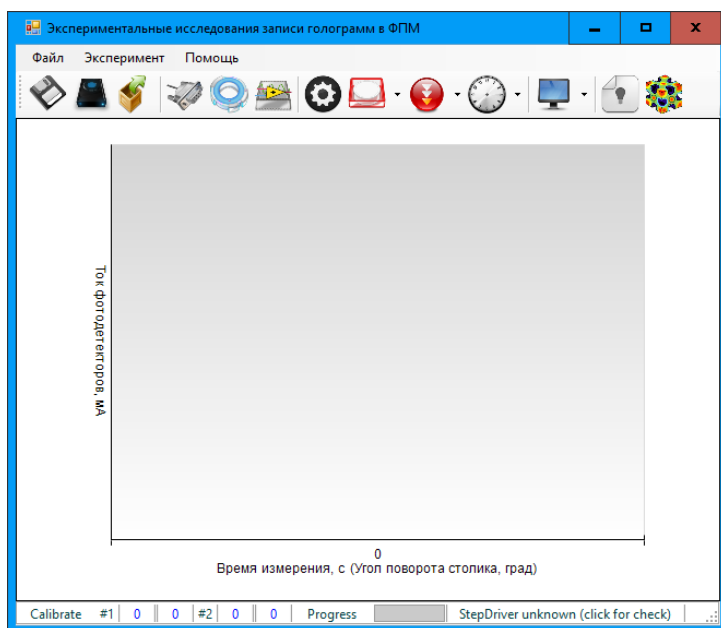 Экспериментальные исследования записи голограмм в ФПМ
Файл Эксперимент Помощь
Ток фотодетекторов, мА
0
Время измерения, с (Угол поворота столика, град)
Calibrate #1 0 0 #2 0 0 Progress StepDriver unknown (click for check)